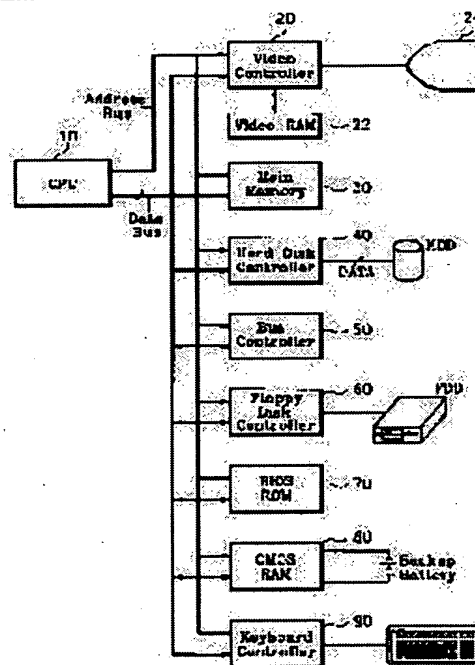 20
Video
Controller
Address
Bus
Video RAM
22
10
CPU
Main
Memory
30
Data
Bus
40
Hard Disk
Controller
HDD
DATA
Bus
Controller
50
60
Floppy
Disk
Controller
FDD
BIOS
ROM
70
80
CMOS
RAM
Backup
Battery
90
Keyboard
Controller